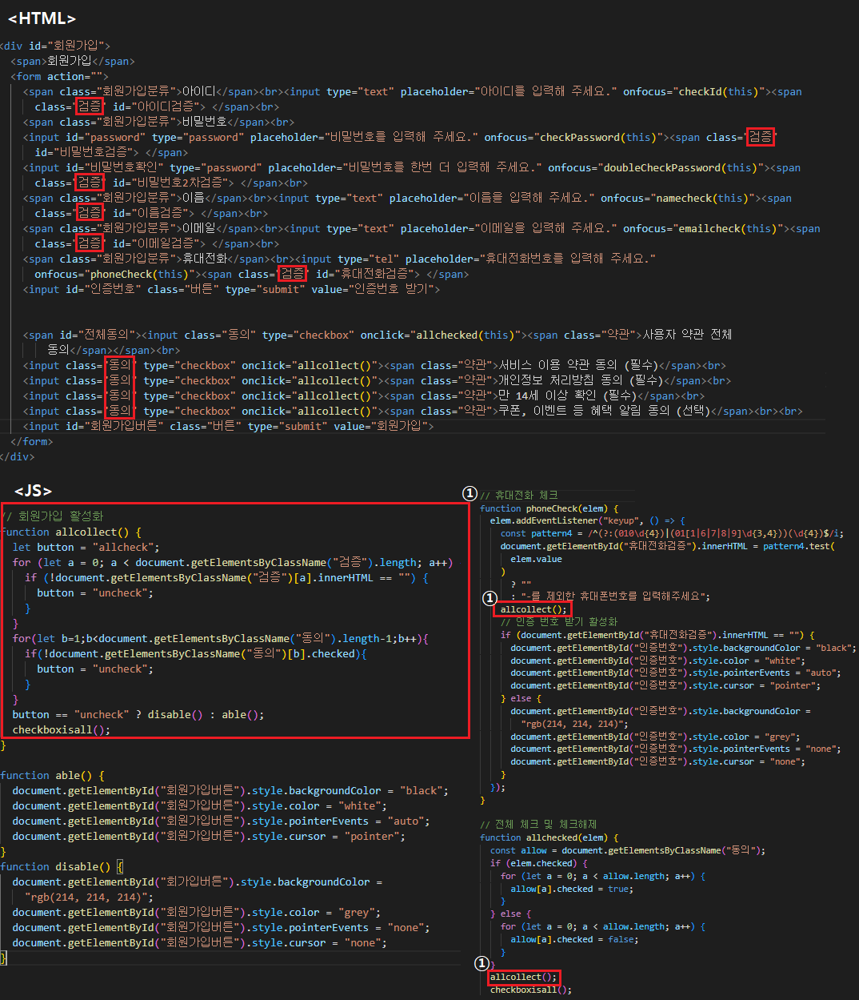 <HTML>
<div id="회원가입">
<span>회원가입</span>
<form action="">
<span class="회원가입분류">아이디</span><br><input type="text" placeholder="아이디를 입력해 주세요." onfocus="checkId(this)"><span
class="검증" id="아이디검증"> </span><br>
<span class="회원가입분류">비밀번호</span><br>
<input id="password" type="password" placeholder="비밀번호를 입력해 주세요." onfocus="checkPassword(this)"><span class="검증"
id="비밀번호검증"> </span>
<input id="비밀번호확인" type="password" placeholder="비밀번호를 한번 더 입력해 주세요." onfocus="doubleCheckPassword(this)"><span
class="검증" id="비밀번호2차검증"> </span><br>
<span class="회원가입분류">이름</span><br><input type="text" placeholder="이름을 입력해 주세요." onfocus="namecheck(this)"><span
class="검증" id="이름검증"> </span><br>
<span class="회원가입분류">이메일</span><br><input type="text" placeholder="이메일을 입력해 주세요." onfocus="emailcheck(this)"><span
class="검증" id="이메일검증"> </span><br>
<span class="회원가입분류">휴대전화</span><br><input type="tel" placeholder="휴대전화번호를 입력해 주세요."
onfocus="phoneCheck(this)"><span class="검증" id="휴대전화검증"> </span>
<input id="인증번호" class="버튼" type="submit" value="인증번호 받기">
<span id="전체동의"><input class="동의" type="checkbox" onclick="allchecked(this)"><span class="약관">사용자 약관 전체
동의</span></span><br>
<input class="동의" type="checkbox" onclick="allcollect()"><span class="약관">서비스 이용 약관 동의 (필수)</span><br>
<input class="동의" type="checkbox" onclick="allcollect()"><span class="약관">개인정보 처리방침 동의 (필수)</span><br>
<input class="동의" type="checkbox" onclick="allcollect()"><span class="약관">만 14세 이상 확인 (필수)</span><br>
<input class="동의" type="checkbox" onclick="allcollect()"><span class="약관">쿠폰, 이벤트 등 혜택 알림 동의 (선택)</span><br><br>
<input id="회원가입버튼" class="버튼" type="submit" value="회원가입">
</form>
</div>
<JS>
// 회원가입 활성화
function allcollect() {
let button = "allcheck";
for (let a = 0; a < document.getElementsByClassName("검증").length; a++)
if (!document.getElementsByClassName("검증")[a].innerHTML == "") {
button = "uncheck";
}
}
for(let b=1;b<document.getElementsByClassName("동의").length-1;b++){
if(!document.getElementsByClassName("동의")[b].checked){
button = "uncheck";
}
}
button == "uncheck" ? disable() : able();
checkboxisall();
}
function able() {
document.getElementById("회원가입버튼").style.backgroundColor = "black";
document.getElementById("회원가입버튼").style.color = "white";
document.getElementById("회원가입버튼").style.pointerEvents = "auto";
document.getElementById("회원가입버튼").style.cursor = "pointer";
}
function disable() {
document.getElementById("회가입버튼").style.backgroundColor =
"rgb(214, 214, 214)";
document.getElementById("회원가입버튼").style.color = "grey";
document.getElementById("회원가입버튼").style.pointerEvents = "none";
document.getElementById("회원가입버튼").style.cursor = "none";
}
① // 휴대전화 체크
function phoneCheck(elem) {
elem.addEventListener("keyup", () => {
const pattern4 = /^(?:(010\d{4})|(01[1|6|7|8|9]\d{3,4}))(\d{4})$/i;
document.getElementById("휴대전화검증").innerHTML = pattern4.test(
elem.value
)
? ""
: "-를 제외한 휴대폰번호를 입력해주세요";
① allcollect();
// 인증 번호 받기 활성화
if (document.getElementById("휴대전화검증").innerHTML == "") {
document.getElementById("인증번호").style.backgroundColor = "black";
document.getElementById("인증번호").style.color = "white";
document.getElementById("인증번호").style.pointerEvents = "auto";
document.getElementById("인증번호").style.cursor = "pointer";
} else {
document.getElementById("인증번호").style.backgroundColor =
"rgb(214, 214, 214)";
document.getElementById("인증번호").style.color = "grey";
document.getElementById("인증번호").style.pointerEvents = "none";
document.getElementById("인증번호").style.cursor = "none";
}
});
}
// 전체 체크 및 체크해제
function allchecked(elem) {
const allow = document.getElementsByClassName("동의");
if (elem.checked) {
for (let a = 0; a < allow.length; a++) {
allow[a].checked = true;
}
} else {
for (let a = 0; a < allow.length; a++) {
allow[a].checked = false;
}
① }
allcollect();
checkboxisall();